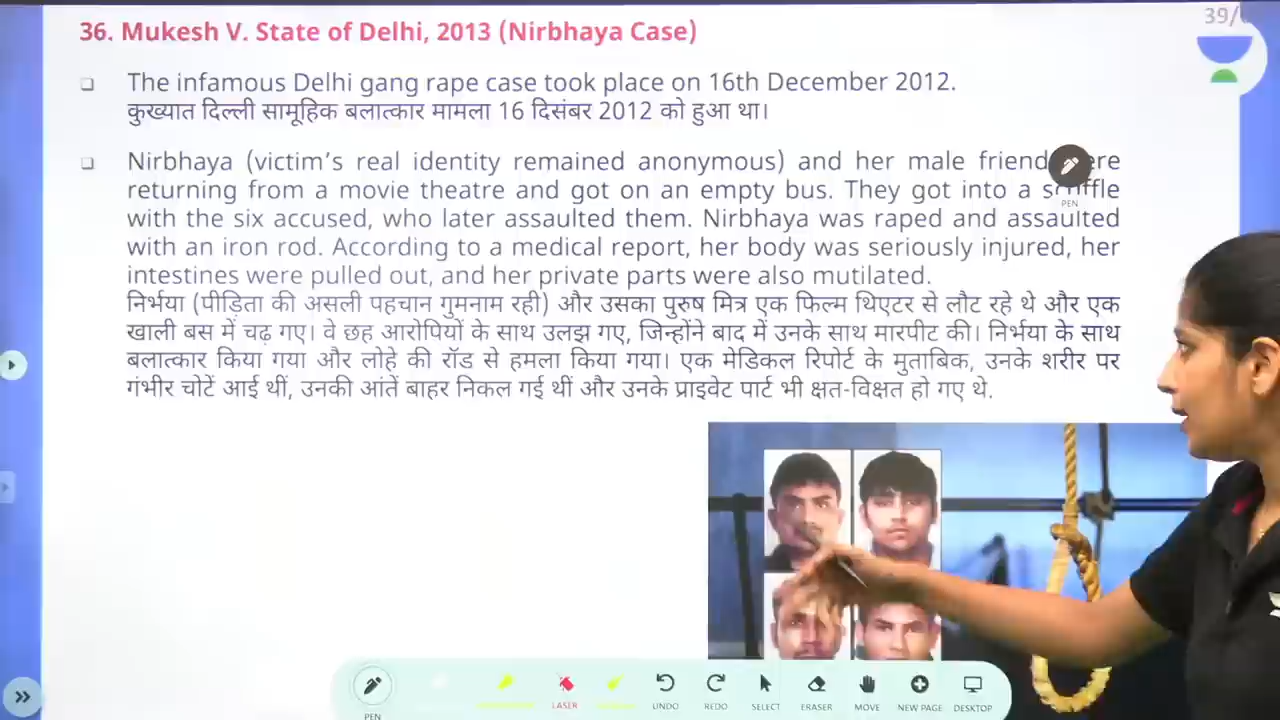 39/
36. Mukesh V. State of Delhi, 2013 (Nirbhaya Case)
The infamous Delhi gang rape case took place on 16th December 2012.
कुख्यात दिल्ली सामूहिक बलात्कार मामला 16 दिसंबर 2012 को हुआ था।
Nirbhaya (victim's real identity remained anonymous) and her male friend
returning from a movie theatre and got on an empty bus. They got into a
with the six accused, who later assaulted them. Nirbhaya was raped and assaulted
with an iron rod. According to a medical report, her body was seriously injured, her
intestines were pulled out, and her private parts were also mutilated.
निर्भया (पीड़िता की असली पहचान गुमनाम रही) और उसका पुरुष मित्र एक फिल्म थिएटर से लौट रहे थे और एक
खाली बस में चढ़ गए। वे छह आरोपियों के साथ उलझ गए, जिन्होंने बाद में उनके साथ मारपीट की। निर्भया के साथ
बलात्कार किया गया और लोहे की रॉड से हमला किया गया। एक मेडिकल रिपोर्ट के मुताबिक, उनके शरीर पर
गंभीर चोटें आई थीं, उनकी आंतें बाहर निकल गई थीं और उनके प्राइवेट पार्ट भी क्षत-विक्षत हो गए थे.
PEN
PEN
LASER
UNDO
REDO
SELECT
ERASER
MOVE
NEW PAGE
DESKTOP